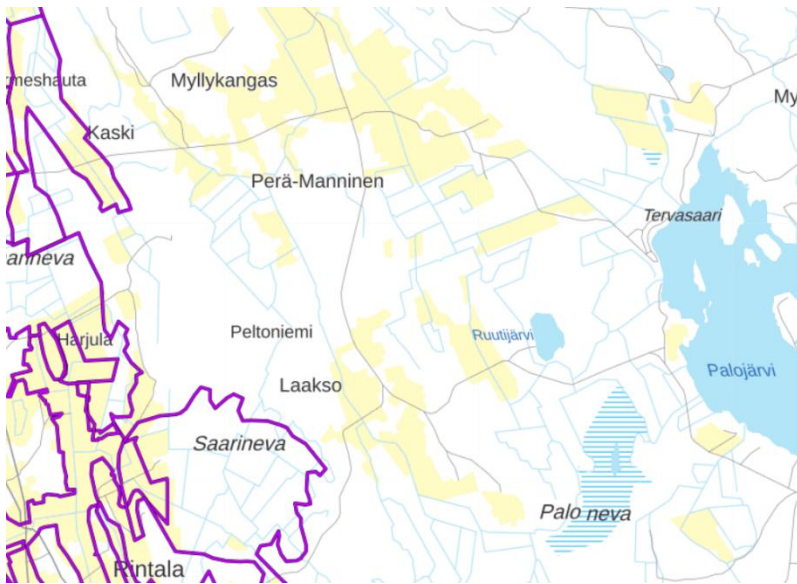 Myllykangas
Kaski
Perä-Manninen
Tervasaari
Harjula
Peltoniemi
Ruutijärvi
Laakso
Palojärvi
Saarineva
Palo neva
Rintala